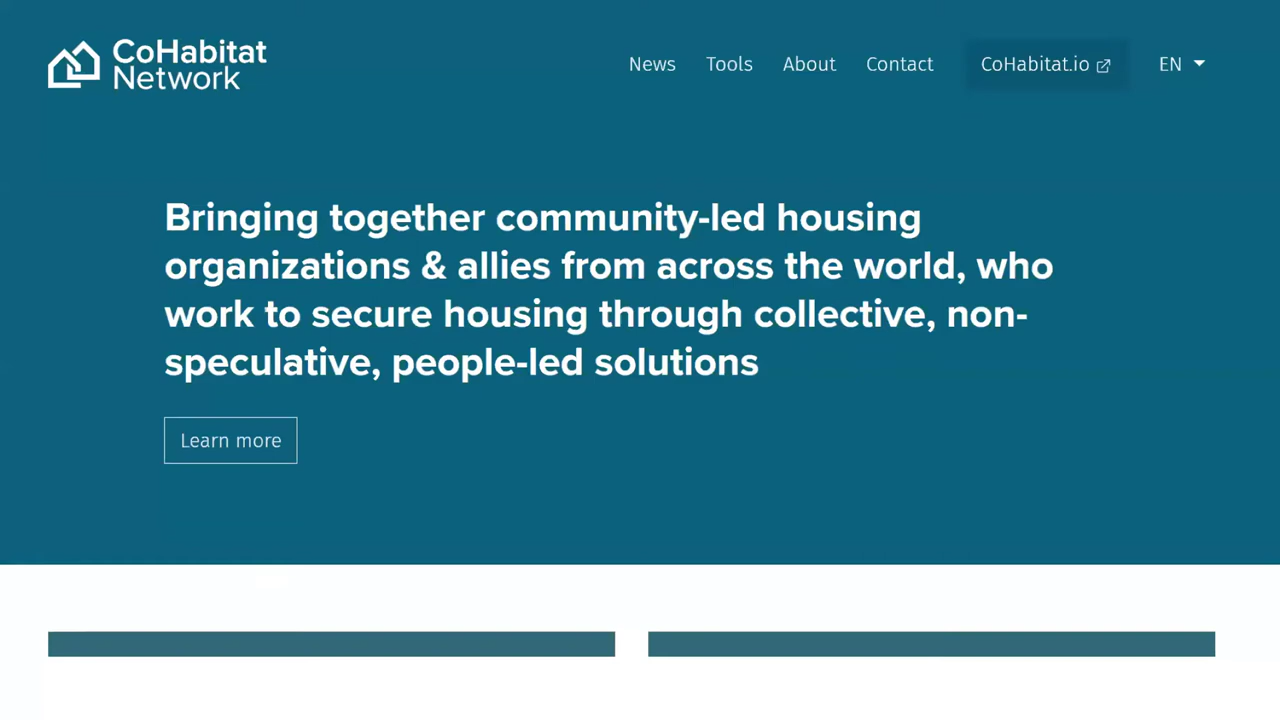 CoHabitat
Network
News Tools About Contact CoHabitat.io EN
Bringing together community-led housing
organizations & allies from across the world, who
work to secure housing through collective, non-
speculative, people-led solutions
Learn more